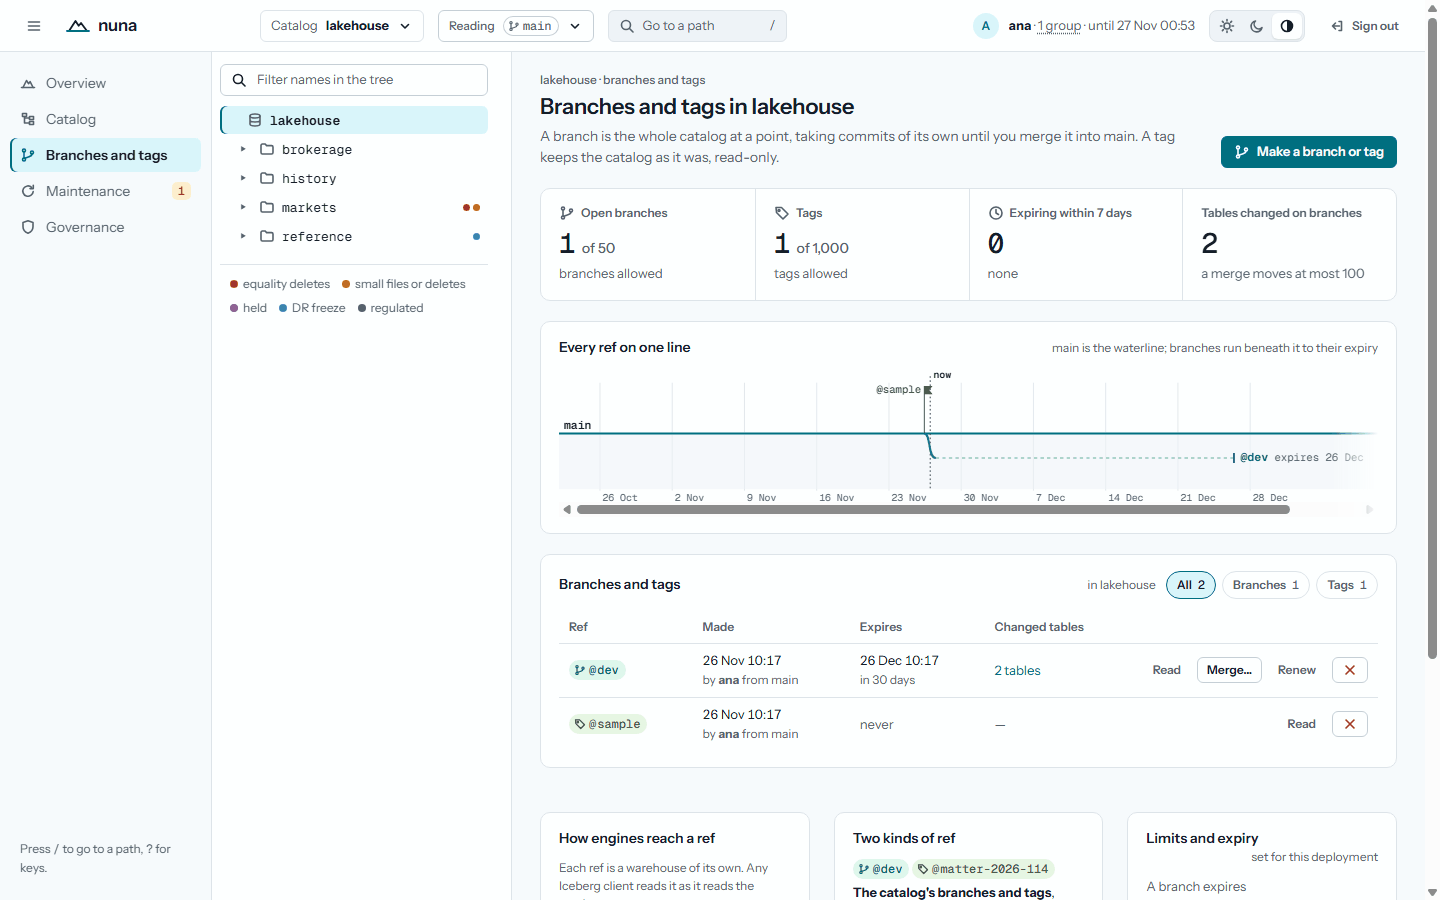 nuna
Catalog lakehouse
Reading main
Go to a path /
A ana · 1 group · until 27 Nov 00:53
Sign out
Overview
Catalog
Branches and tags
Maintenance 1
Governance
Press / to go to a path, ? for
keys.
Filter names in the tree
lakehouse
brokerage
history
markets
reference
equality deletes small files or deletes
held DR freeze regulated
lakehouse · branches and tags
Branches and tags in lakehouse
A branch is the whole catalog at a point, taking commits of its own until you merge it into main. A tag
keeps the catalog as it was, read-only.
Make a branch or tag
Open branches
1 of 50
branches allowed
Tags
1 of 1,000
tags allowed
Expiring within 7 days
0
none
Tables changed on branches
2
a merge moves at most 100
Every ref on one line
main is the waterline; branches run beneath it to their expiry
now
@sample
main
@dev expires 26 Dec
26 Oct 2 Nov 9 Nov 16 Nov 23 Nov 30 Nov 7 Dec 14 Dec 21 Dec 28 Dec
Branches and tags
in lakehouse All 2 Branches 1 Tags 1
Ref Made Expires Changed tables
@dev 26 Nov 10:17 26 Dec 10:17 2 tables Read Merge... Renew
by ana from main in 30 days
@sample 26 Nov 10:17 never — Read
by ana from main
How engines reach a ref
Each ref is a warehouse of its own. Any
Iceberg client reads it as it reads the
Two kinds of ref
@dev @matter-2026-114
The catalog's branches and tags,
Limits and expiry
set for this deployment
A branch expires